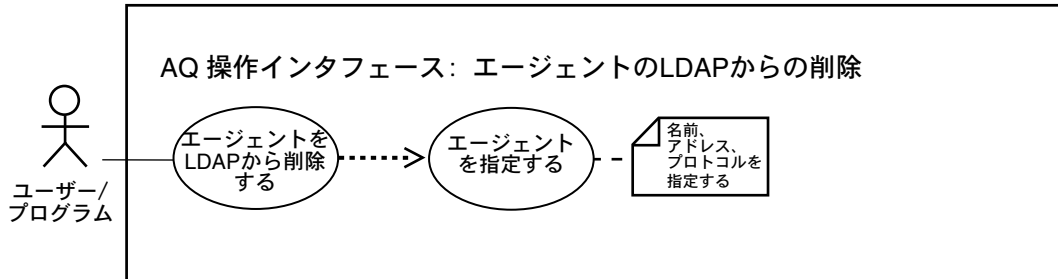 AQ 操作インタフェース: エージェントのLDAPからの削除
エージェントを
LDAPから削除
する
エージェント
を指定する
名前、
アドレス、
プロトコルを
指定する
ユーザー/
プログラム